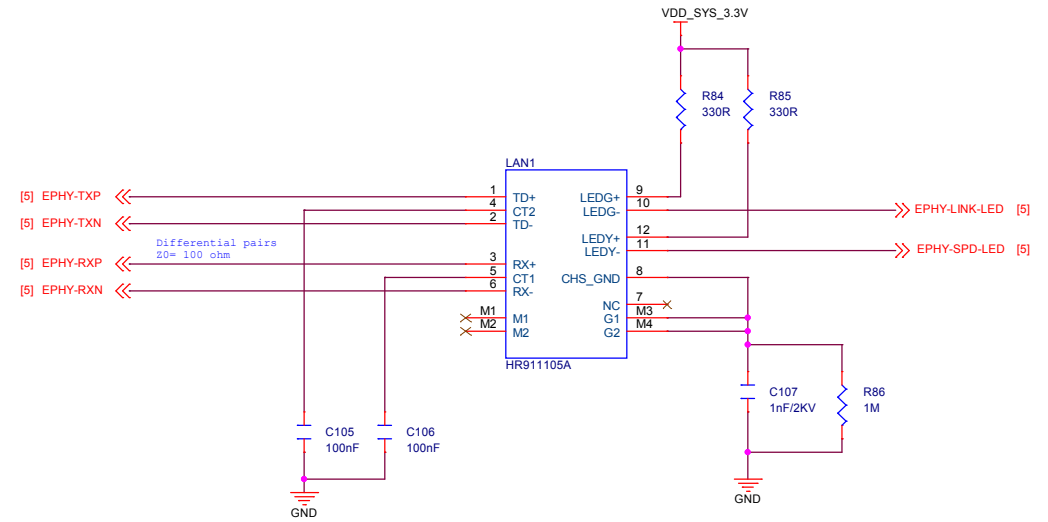 VDD_SYS_3.3V
R84
330R
R85
330R
LAN1
[5] EPHY-TXP
1
TD+
4
CT2
[5] EPHY-TXN
2
TD-
Differential pairs
Z0= 100 ohm
[5] EPHY-RXP
3
RX+
5
CT1
[5] EPHY-RXN
6
RX-
M1
M1
M2
M2
LEDG+
9
LEDG-
10
EPHY-LINK-LED [5]
LEDY+
12
LEDY-
11
EPHY-SPD-LED [5]
CHS_GND
8
NC
7
G1
M3
G2
M4
HR911105A
C107
1nF/2KV
R86
1M
C105
100nF
C106
100nF
GND
GND